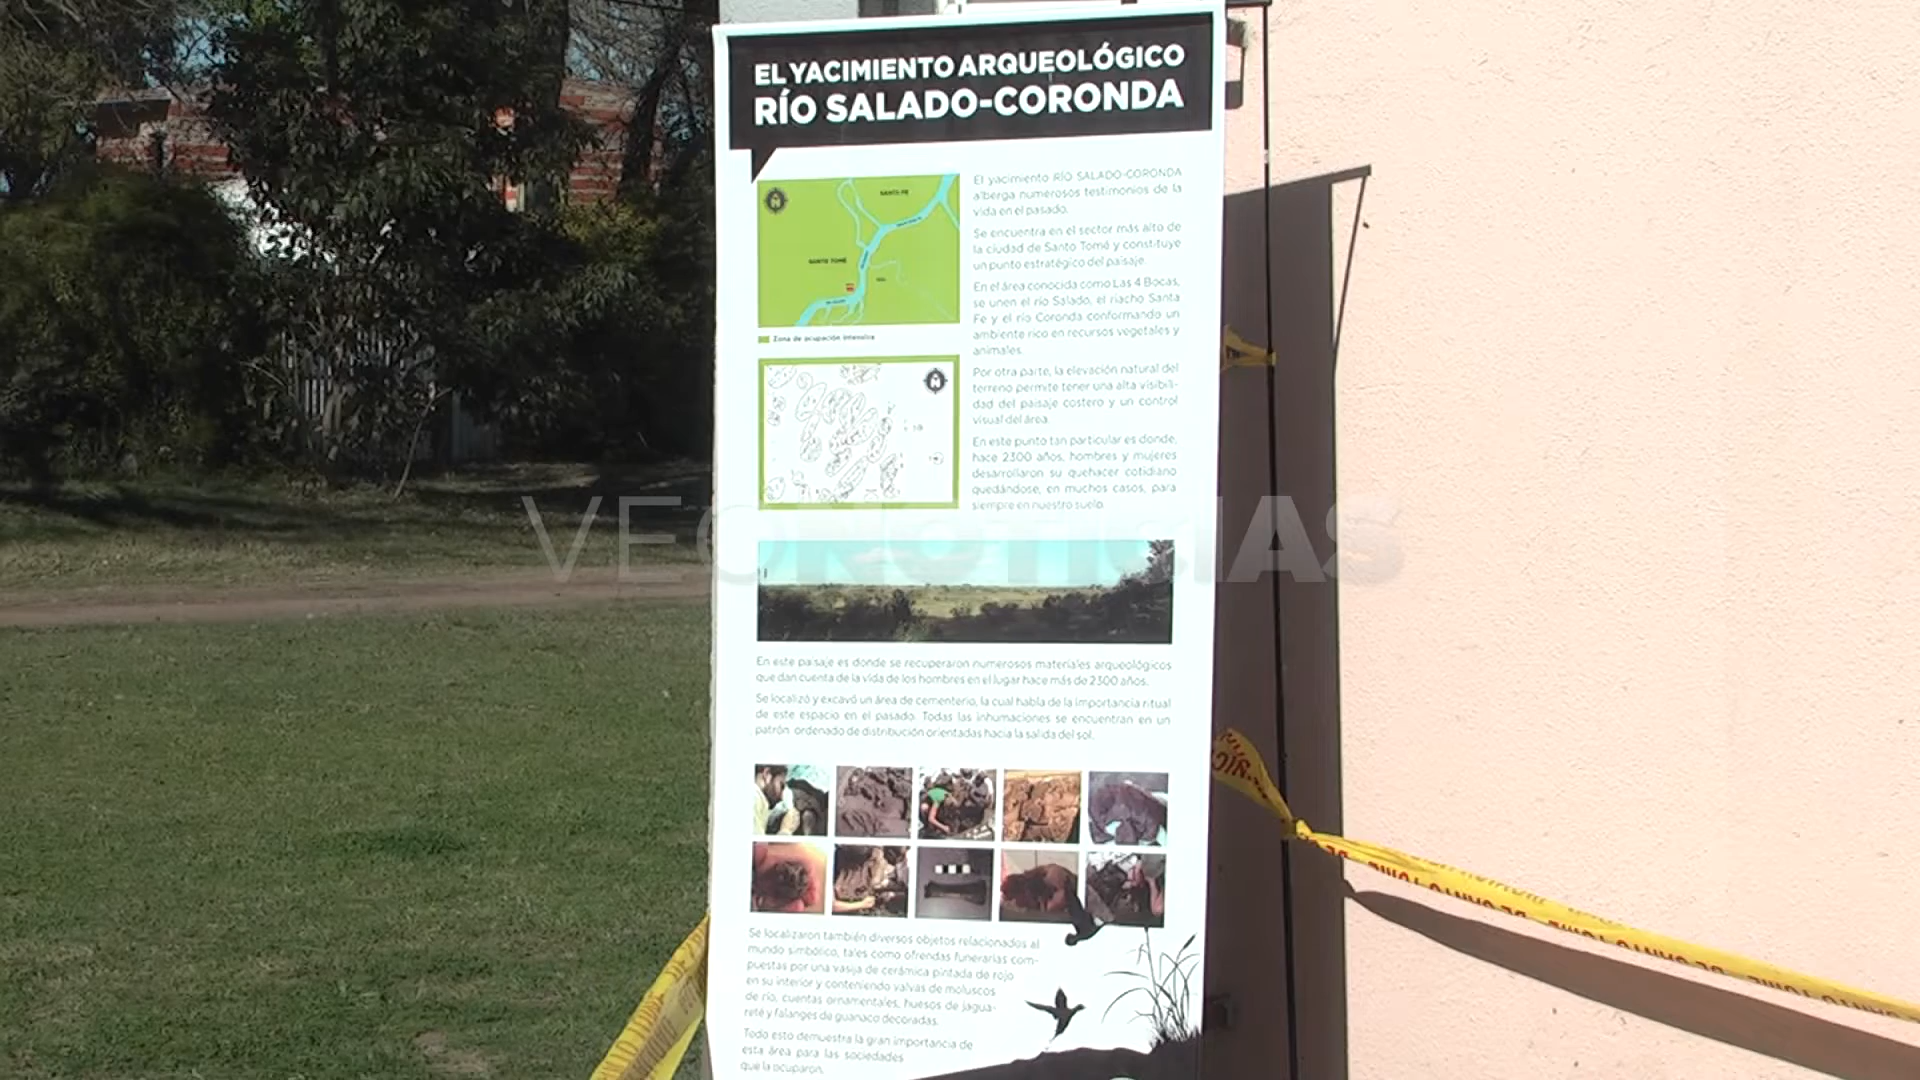 EL YACIMIENTO ARQUEOLÓGICO
RÍO SALADO-CORONDA
SANTA FE
SANTO TOMÉ
Zona de ocupación intensiva
El yacimiento RÍO SALADO-CORONDA
alberga numerosos testimonios de la
vida en el pasado.
Se encuentra en el sector más alto de
la ciudad de Santo Tomé y constituye
un punto estratégico del paisaje.
En el área conocida como Las 4 Bocas,
se unen el río Salado, el riacho Santa
Fe y el río Coronda conformando un
ambiente rico en recursos vegetales y
animales.
Por otra parte, la elevación natural del
terreno permite tener una alta visibili-
dad del paisaje costero y un control
visual del área.
En este punto tan particular es donde,
hace 2300 años, hombres y mujeres
desarrollaron su quehacer cotidiano
quedándose, en muchos casos, para
siempre en nuestro suelo.
VEONoticiAS
En este paisaje es donde se recuperaron numerosos materiales arqueológicos
que dan cuenta de la vida de los hombres en el lugar hace más de 2300 años.
Se localizó y excavó un área de cementerio, la cual habla de la importancia ritual
de este espacio en el pasado. Todas las inhumaciones se encuentran en un
patrón ordenado de distribución orientadas hacia la salida del sol.
Se localizaron también diversos objetos relacionados al
mundo simbólico, tales como ofrendas funerarias com-
puestas por una vasija de cerámica pintada de rojo
en su interior y conteniendo valvas de moluscos
de río, cuentas ornamentales, huesos de jagua-
reté y falanges de guanaco decoradas.
Todo esto demuestra la gran importancia de
esta área para las sociedades
que la ocuparon.
DE SANTO TOME
DE SANTO TOME